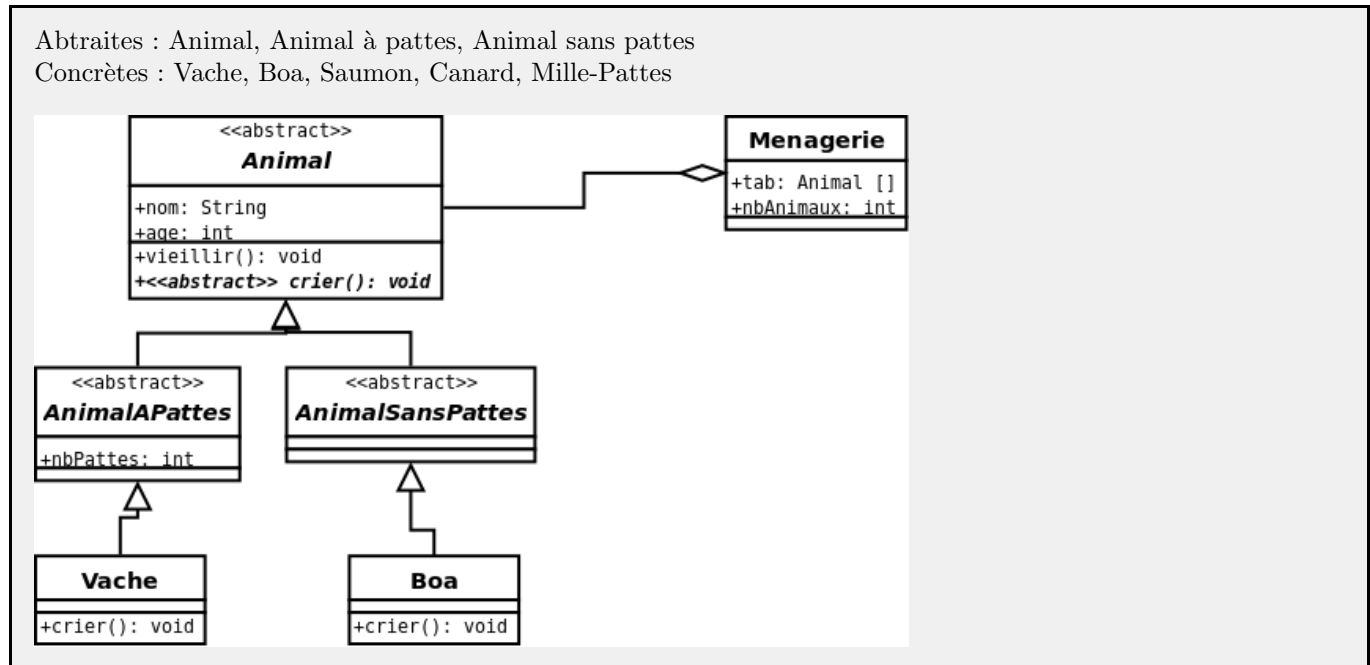 Abtraites : Animal, Animal à pattes, Animal sans pattes
Concrètes : Vache, Boa, Saumon, Canard, Mille-Pattes
<<abstract>>
Animal
+nom: String
+age: int
+vieillir(): void
+<<abstract>> crier(): void
Menagerie
+tab: Animal []
+nbAnimaux: int
<<abstract>>
AnimalAPattes
+nbPattes: int
<<abstract>>
AnimalSansPattes
Vache
+crier(): void
Boa
+crier(): void